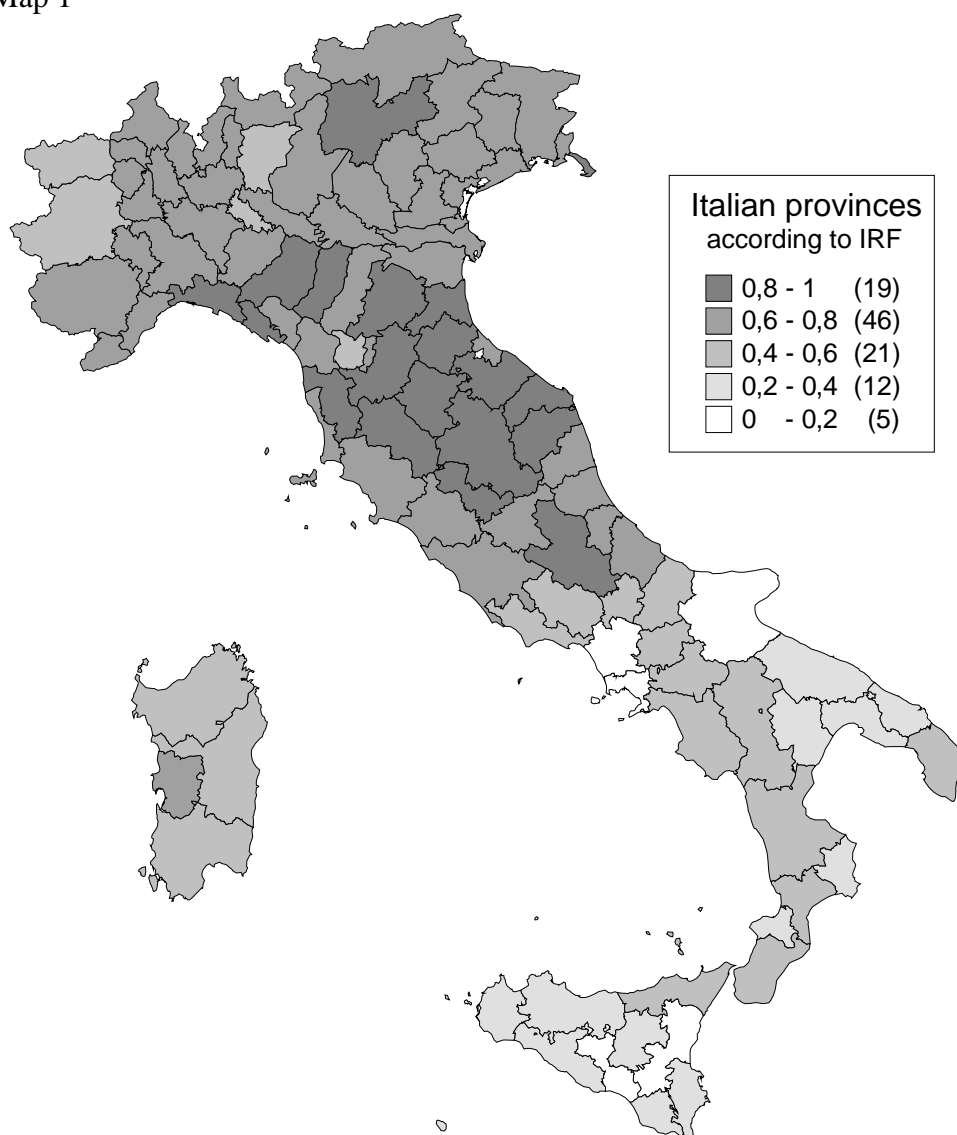 Map 1
Italian provinces
according to IRF
0,8 - 1 (19)
0,6 - 0,8 (46)
0,4 - 0,6 (21)
0,2 - 0,4 (12)
0 - 0,2 (5)